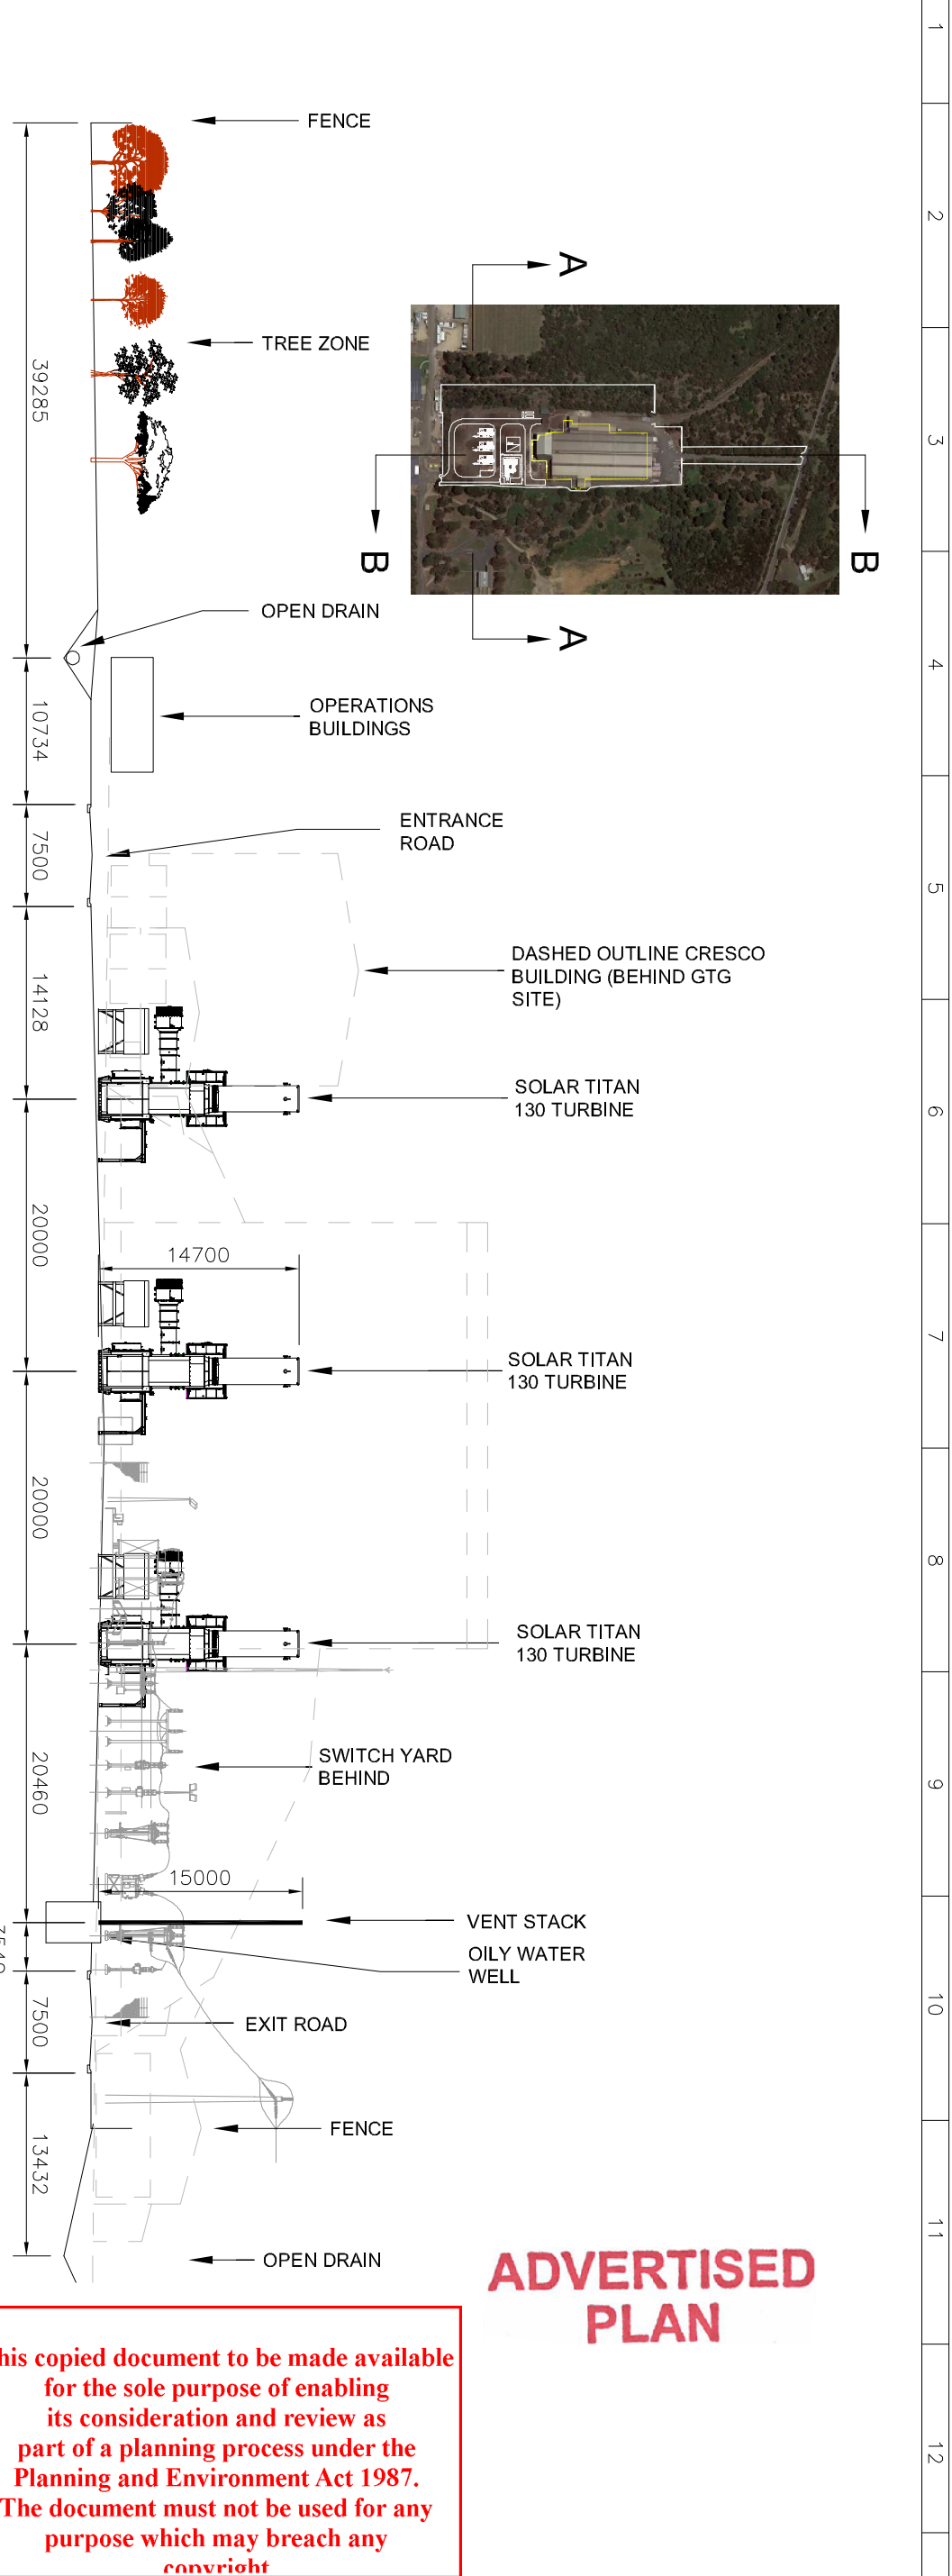 1
2
3
4
5
6
7
8
9
10
11
12
FENCE
TREE ZONE
A
A
B
B
OPEN DRAIN
OPERATIONS
BUILDINGS
ENTRANCE
ROAD
DASHED OUTLINE CRESCO
BUILDING (BEHIND GTG
SITE)
SOLAR TITAN
130 TURBINE
14700
SOLAR TITAN
130 TURBINE
SOLAR TITAN
130 TURBINE
SWITCH YARD
BEHIND
15000
VENT STACK
OILY WATER
WELL
EXIT ROAD
FENCE
OPEN DRAIN
39285
10734
7500
14128
20000
20000
20460
7500
13432
ADVERTISED
PLAN
his copied document to be made available
for the sole purpose of enabling
its consideration and review as
part of a planning process under the
Planning and Environment Act 1987.
The document must not be used for any
purpose which may breach any
copyright